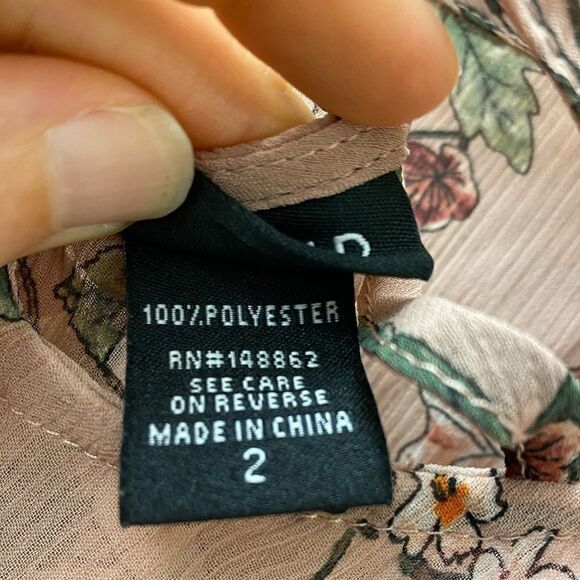 100%POLYESTER
RN#148862
SEE CARE
ON REVERSE
MADE IN CHINA
2